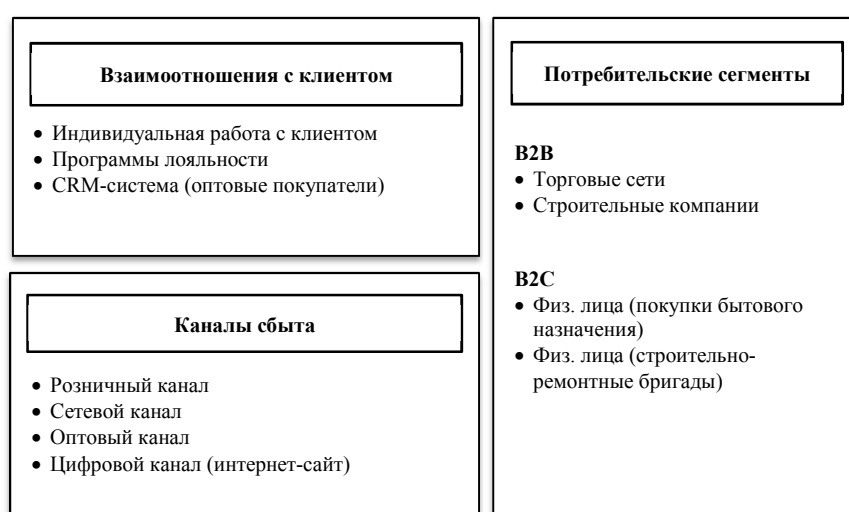 Взаимоотношения с клиентом
• Индивидуальная работа с клиентом
• Программы лояльности
• CRM-система (оптовые покупатели)
Каналы сбыта
• Розничный канал
• Сетевой канал
• Оптовый канал
• Цифровой канал (интернет-сайт)
Потребительские сегменты
B2B
• Торговые сети
• Строительные компании
B2C
• Физ. лица (покупки бытового
назначения)
• Физ. лица (строительно-
ремонтные бригады)